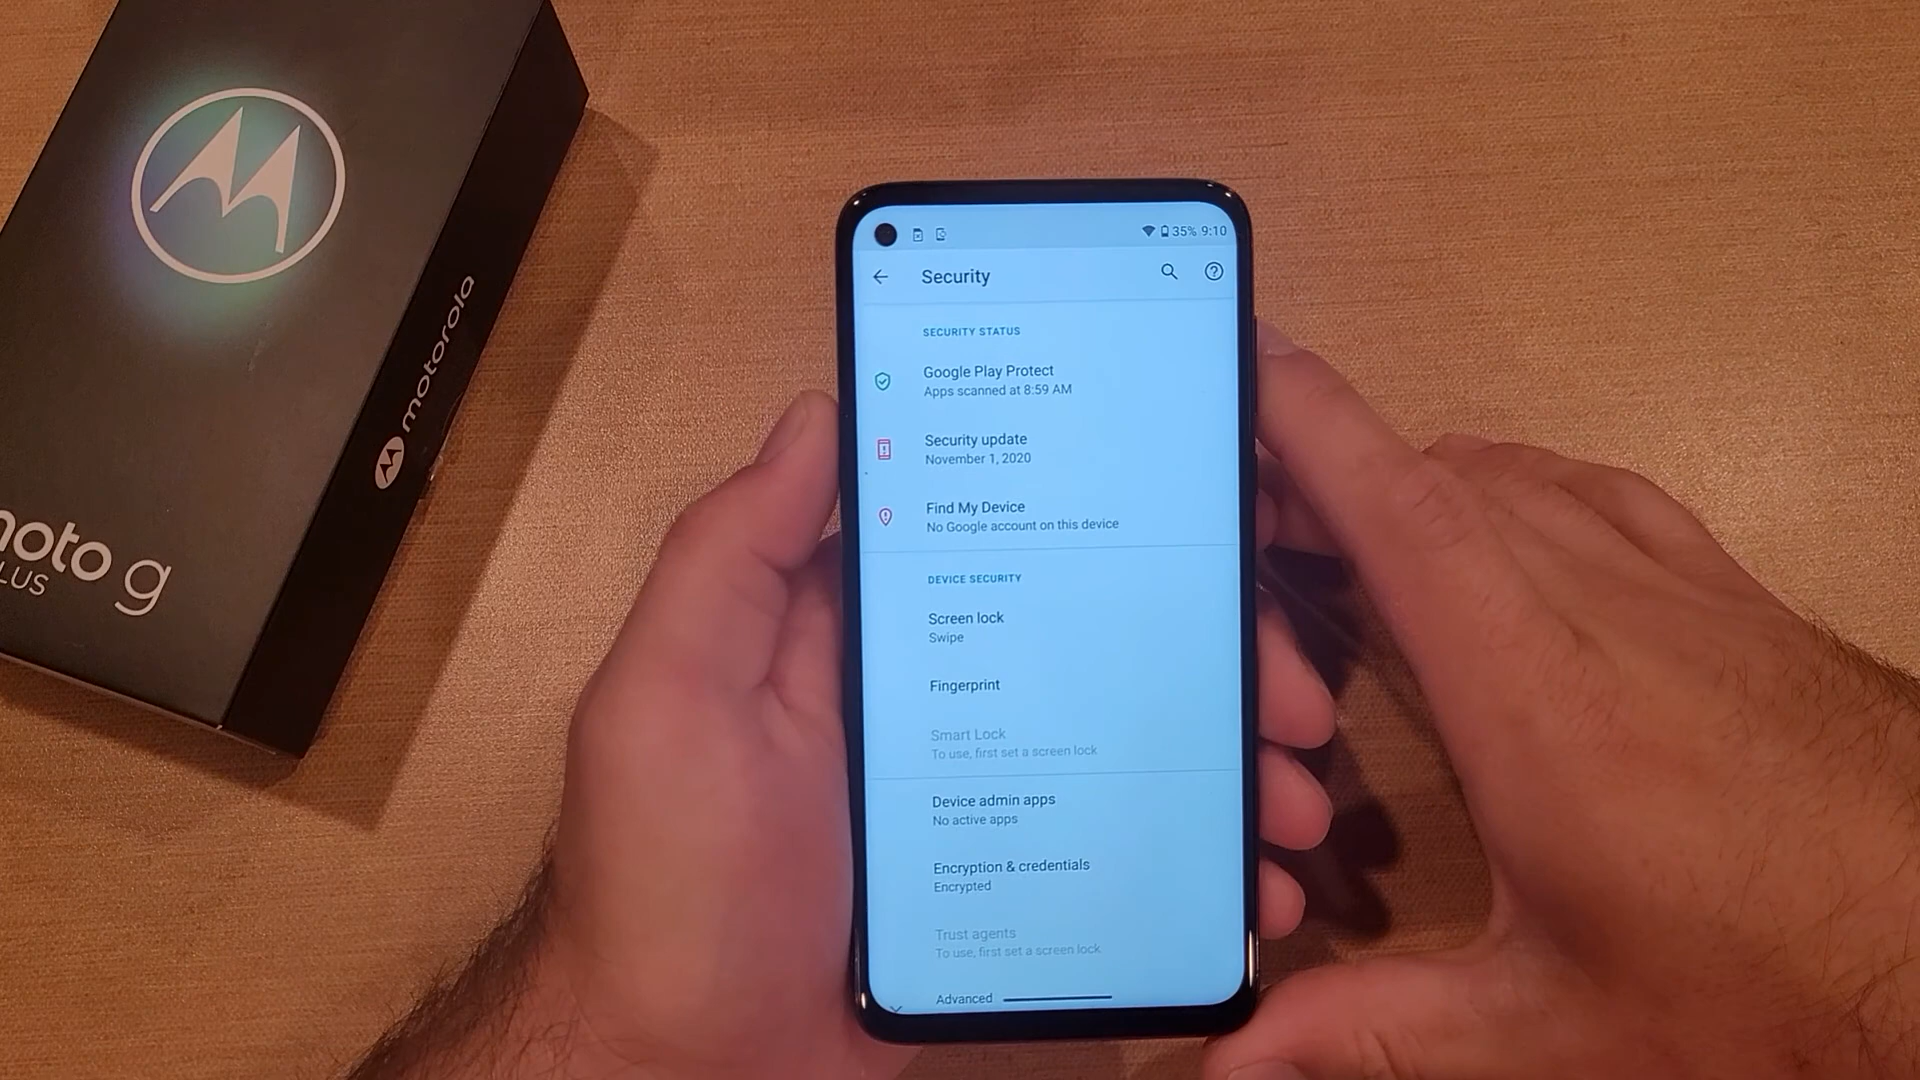 motorola
moto g
PLUS
35% 9:10
Security
SECURITY STATUS
Google Play Protect
Apps scanned at 8:59 AM
Security update
November 1, 2020
Find My Device
No Google account on this device
DEVICE SECURITY
Screen lock
Swipe
Fingerprint
Smart Lock
To use, first set a screen lock
Device admin apps
No active apps
Encryption & credentials
Encrypted
Trust agents
To use, first set a screen lock
Advanced